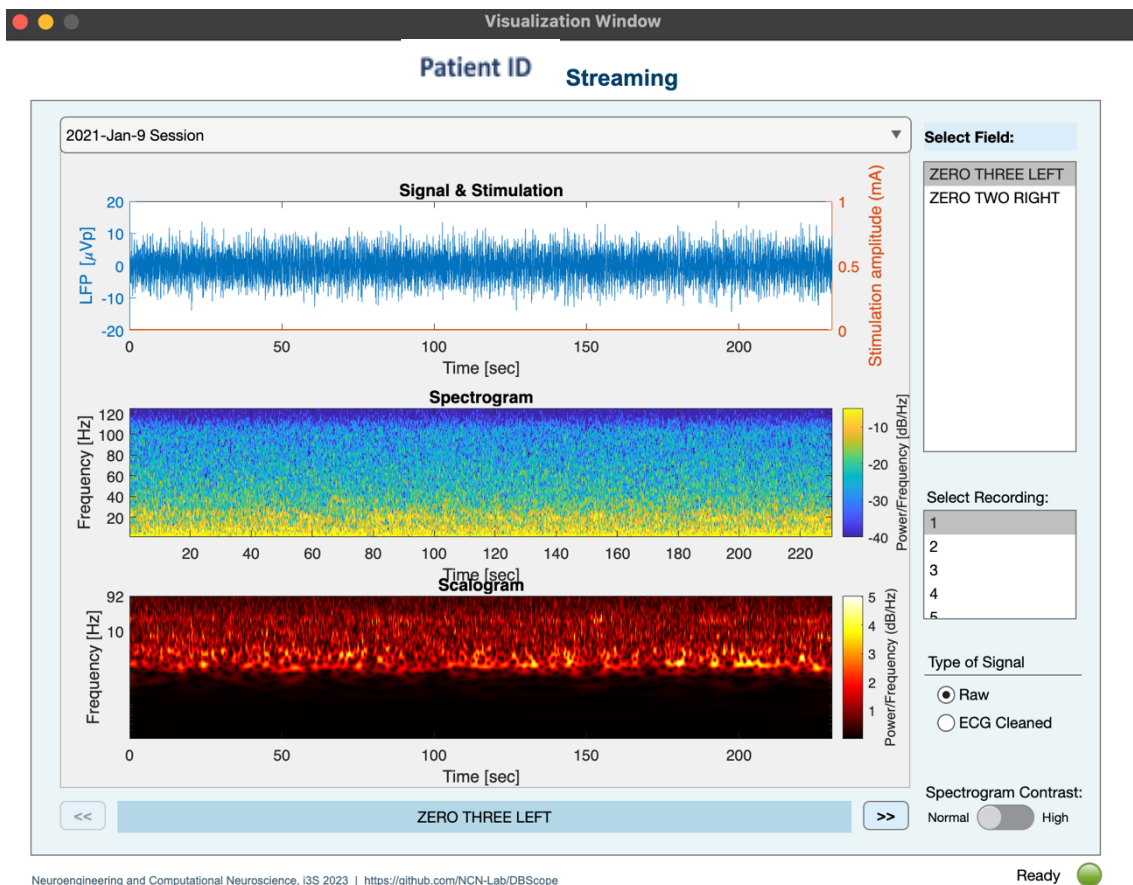 Visualization Window
Patient ID Streaming
2021-Jan-9 Session
Select Field:
ZERO THREE LEFT
ZERO TWO RIGHT
Signal & Stimulation
20
10
0
-10
-20
LFP [μVp]
1
0.5
0
Stimulation amplitude (mA)
0 50 100 150 200
Time [sec]
Spectrogram
120
100
80
60
40
20
Frequency [Hz]
-10
-20
-30
-40
Power/Frequency [dB/Hz]
20 40 60 80 100 120 140 160 180 200 220
Time [sec]
Scalogram
92
10
Frequency [Hz]
5
4
3
2
1
Power/Frequency (dB/Hz)
0 50 100 150 200
Time [sec]
Select Recording:
1
2
3
4
5
Type of Signal
Raw
ECG Cleaned
Spectrogram Contrast:
Normal High
<< ZERO THREE LEFT >>
Neuroengineering and Computational Neuroscience, i3S 2023 | https://github.com/NCN-Lab/DBScope
Ready